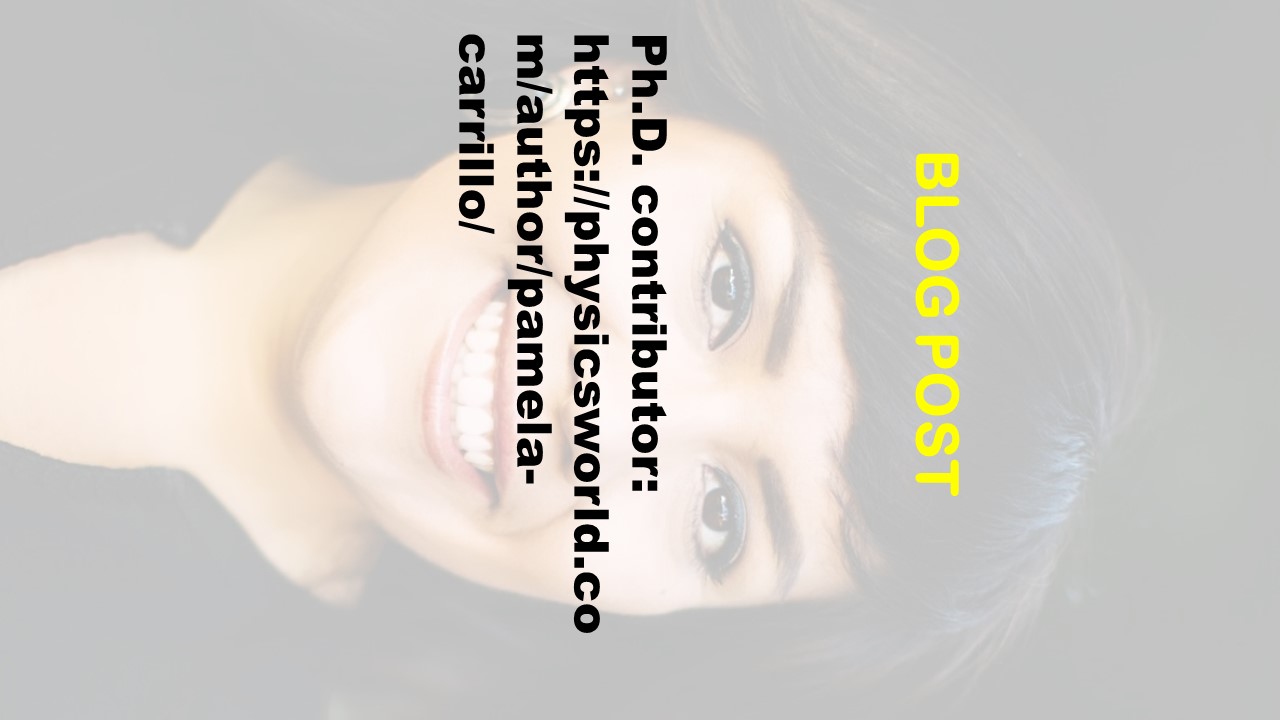 BLOG POST
Ph.D. contributor:
https://physicsworld.co
m/author/pamela-
carrillo/